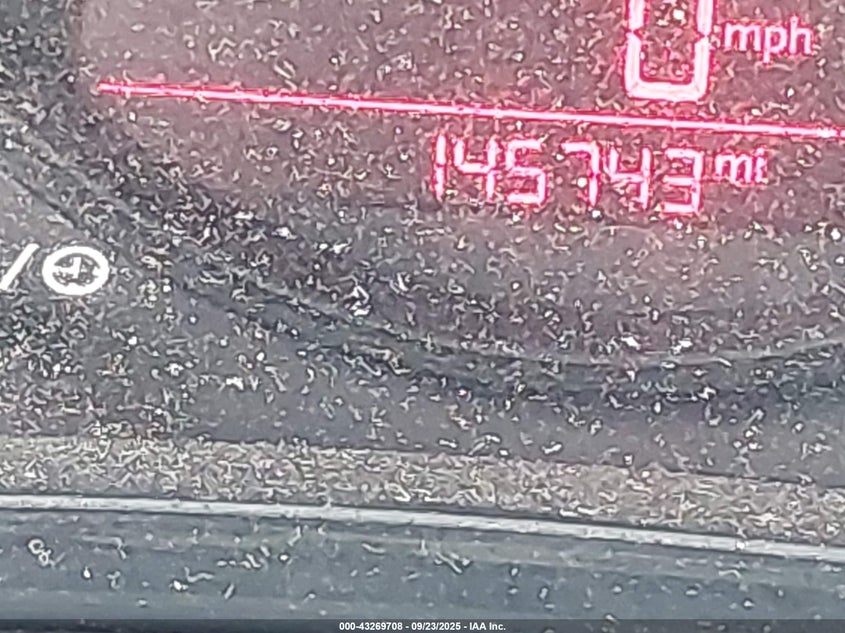 0 mph
145743 mi
/
000-43269708 - 09/23/2025 - IAA Inc.